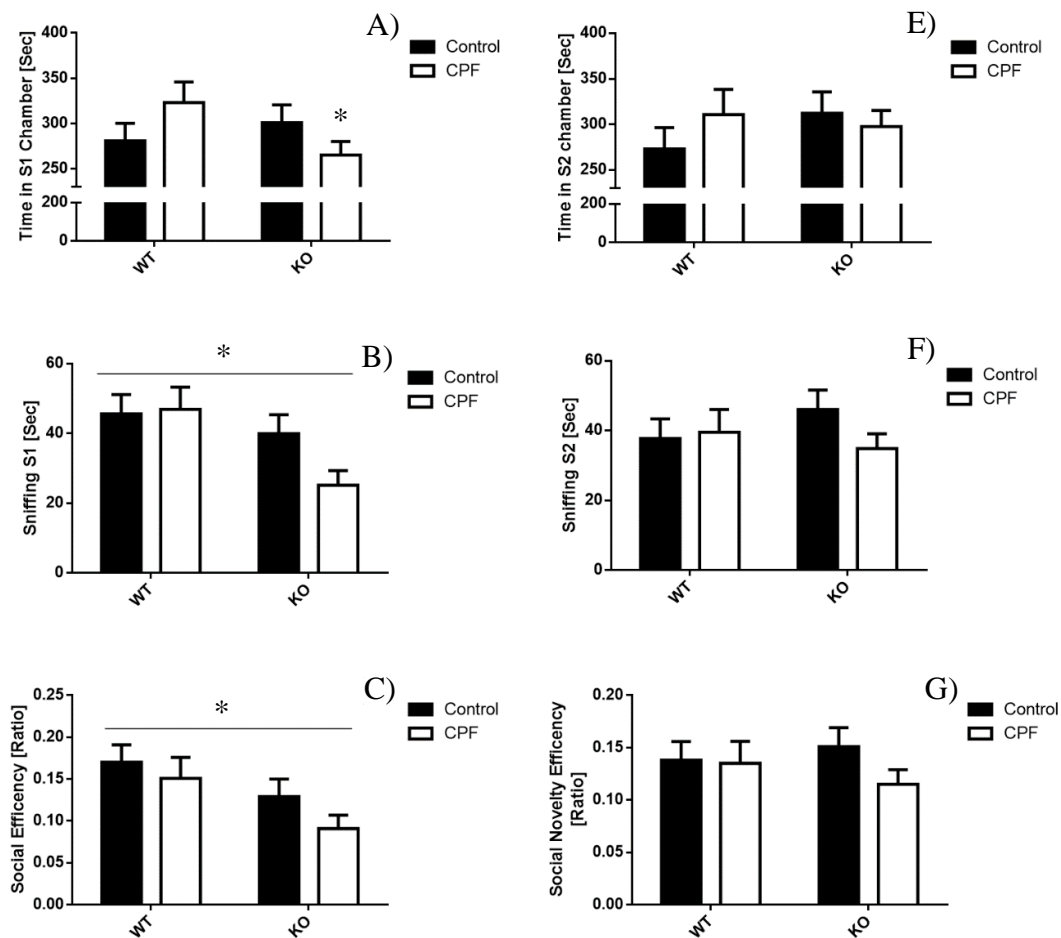 A)
Control
CPF
Time in S1 Chamber [Sec]
400
350
300
250
200
0
*
WT
KO
E)
Control
CPF
Time in S2 chamber [Sec]
400
350
300
250
200
0
WT
KO
B)
Control
CPF
Sniffing S1 [Sec]
60
40
20
0
*
WT
KO
F)
Control
CPF
Sniffing S2 [Sec]
60
40
20
0
WT
KO
C)
Control
CPF
Social Efficency [Ratio]
0.25
0.20
0.15
0.10
0.05
0.00
*
WT
KO
G)
Control
CPF
Social Novelty Efficency
[Ratio]
0.20
0.15
0.10
0.05
0.00
WT
KO